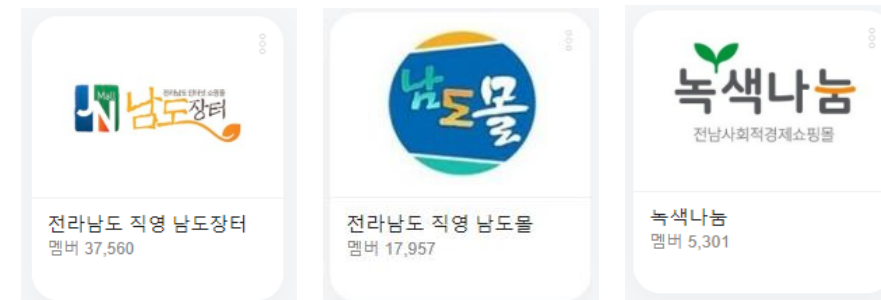 Mall
JN
전라남도 인터넷 쇼핑몰
남도장터
전라남도 직영 남도장터
멤버 37,560
남도몰
전라남도 직영 남도몰
멤버 17,957
녹색나눔
전남사회적경제쇼핑몰
녹색나눔
멤버 5,301